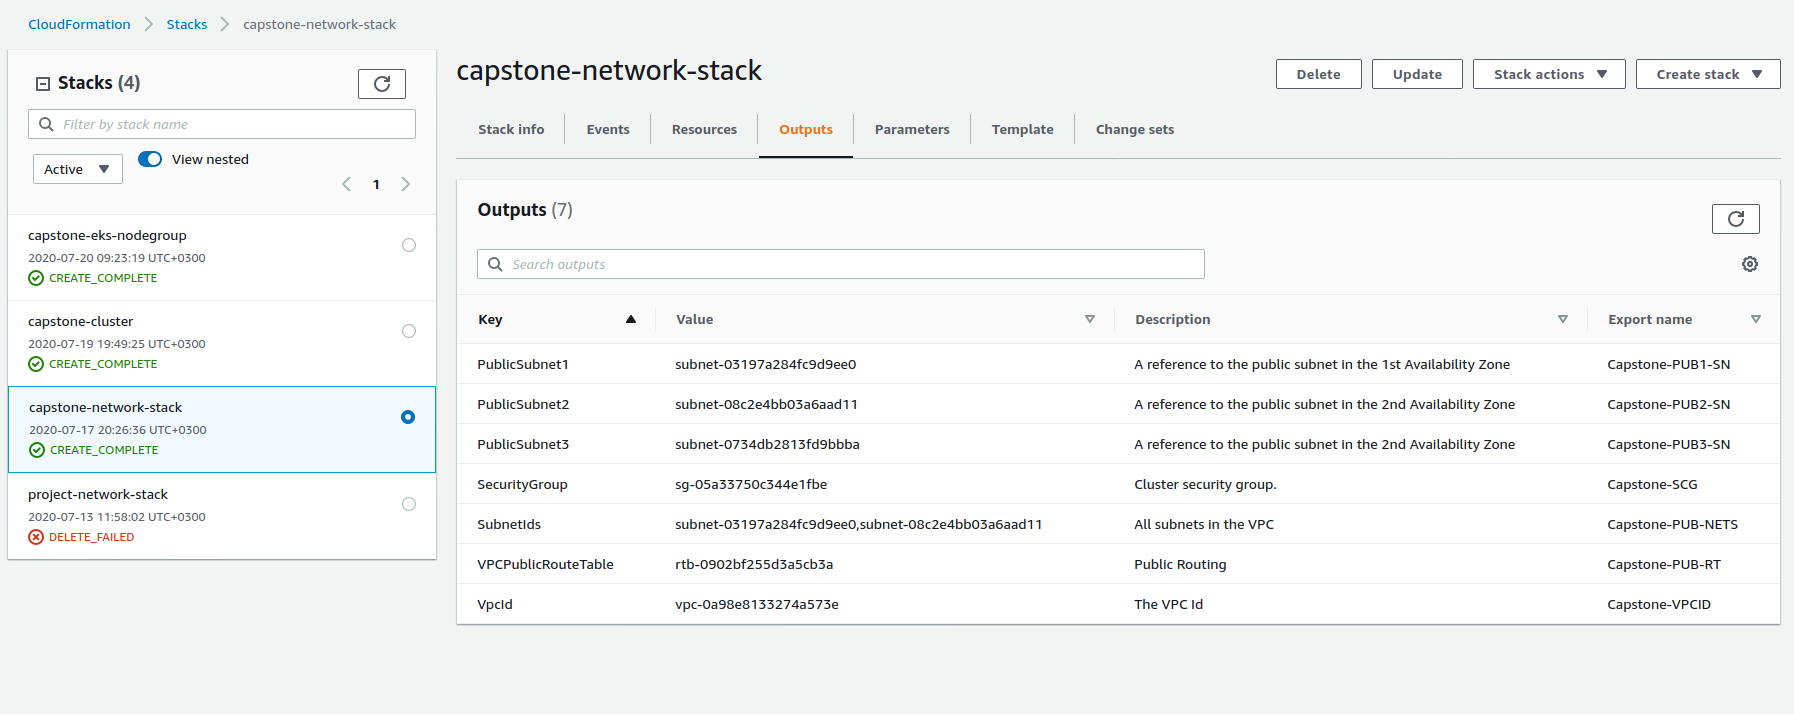 CloudFormation > Stacks > capstone-network-stack
Stacks (4)
Filter by stack name
Active
View nested
1
capstone-eks-nodegroup
2020-07-20 09:23:19 UTC+0300
CREATE_COMPLETE
capstone-cluster
2020-07-19 19:49:25 UTC+0300
CREATE_COMPLETE
capstone-network-stack
2020-07-17 20:26:36 UTC+0300
CREATE_COMPLETE
project-network-stack
2020-07-13 11:58:02 UTC+0300
DELETE_FAILED
capstone-network-stack
Delete Update Stack actions Create stack
Stack info Events Resources Outputs Parameters Template Change sets
Outputs (7)
Search outputs
Key Value Description Export name
PublicSubnet1 subnet-03197a284fc9d9ee0 A reference to the public subnet in the 1st Availability Zone Capstone-PUB1-SN
PublicSubnet2 subnet-08c2e4bb03a6aad11 A reference to the public subnet in the 2nd Availability Zone Capstone-PUB2-SN
PublicSubnet3 subnet-0734db2813fd9bbba A reference to the public subnet in the 2nd Availability Zone Capstone-PUB3-SN
SecurityGroup sg-05a33750c344e1fbe Cluster security group. Capstone-SCG
SubnetIds subnet-03197a284fc9d9ee0,subnet-08c2e4bb03a6aad11 All subnets in the VPC Capstone-PUB-NETS
VPCPublicRouteTable rtb-0902bf255d3a5cb3a Public Routing Capstone-PUB-RT
VpcId vpc-0a98e8133274a573e The VPC Id Capstone-VPCID